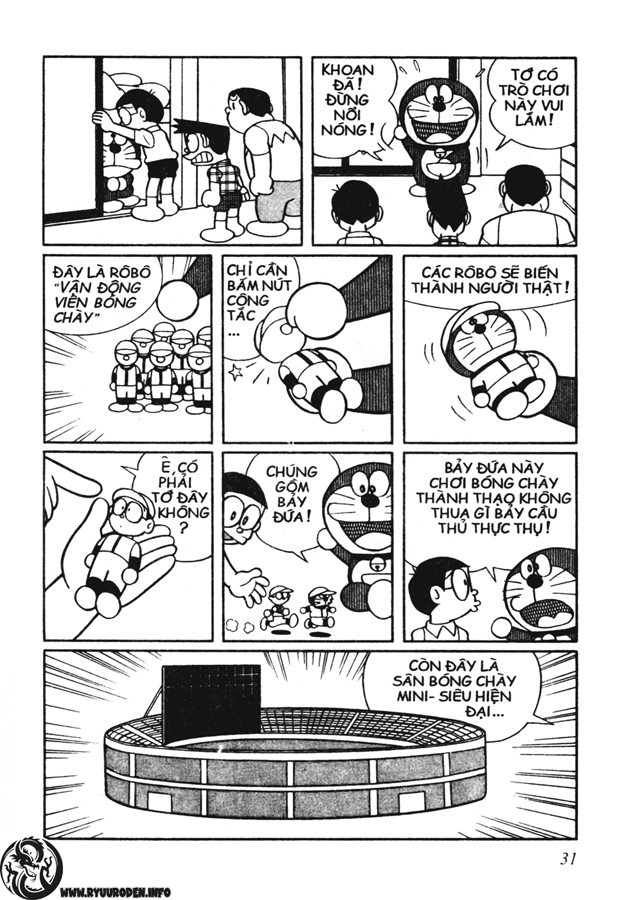 KHOAN
ĐÃ!
ĐỪNG
NỔI
NÓNG!
TỚ CÓ
TRÒ CHƠI
NÀY VUI
LẮM!
ĐÂY LÀ RÔBÔ
"VẬN ĐỘNG
VIÊN BÓNG
CHÀY"
CHỈ CẦN
BẤM NÚT
CÔNG
TẮC
...
CÁC RÔBÔ SẼ BIẾN
THÀNH NGƯỜI THẬT!
Ê, CÓ
PHẢI
TỚ ĐÂY
KHÔNG
?
CHÚNG
GỒM
BẢY
ĐỨA!
BẢY ĐỨA NÀY
CHƠI BÓNG CHÀY
THÀNH THẠO KHÔNG
THUA GÌ BẢY CẦU
THỦ THỰC THỤ!
CÒN ĐÂY LÀ
SÂN BÓNG CHÀY
MINI- SIÊU HIỆN
ĐẠI...
31
WWW.RYUURODEN.INFO